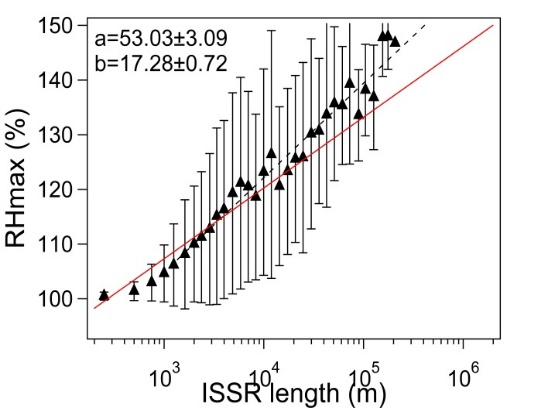 a=53.03±3.09
b=17.28±0.72
RHmax (%)
150
140
130
120
110
100
10³
10⁴
10⁵
10⁶
ISSR length (m)